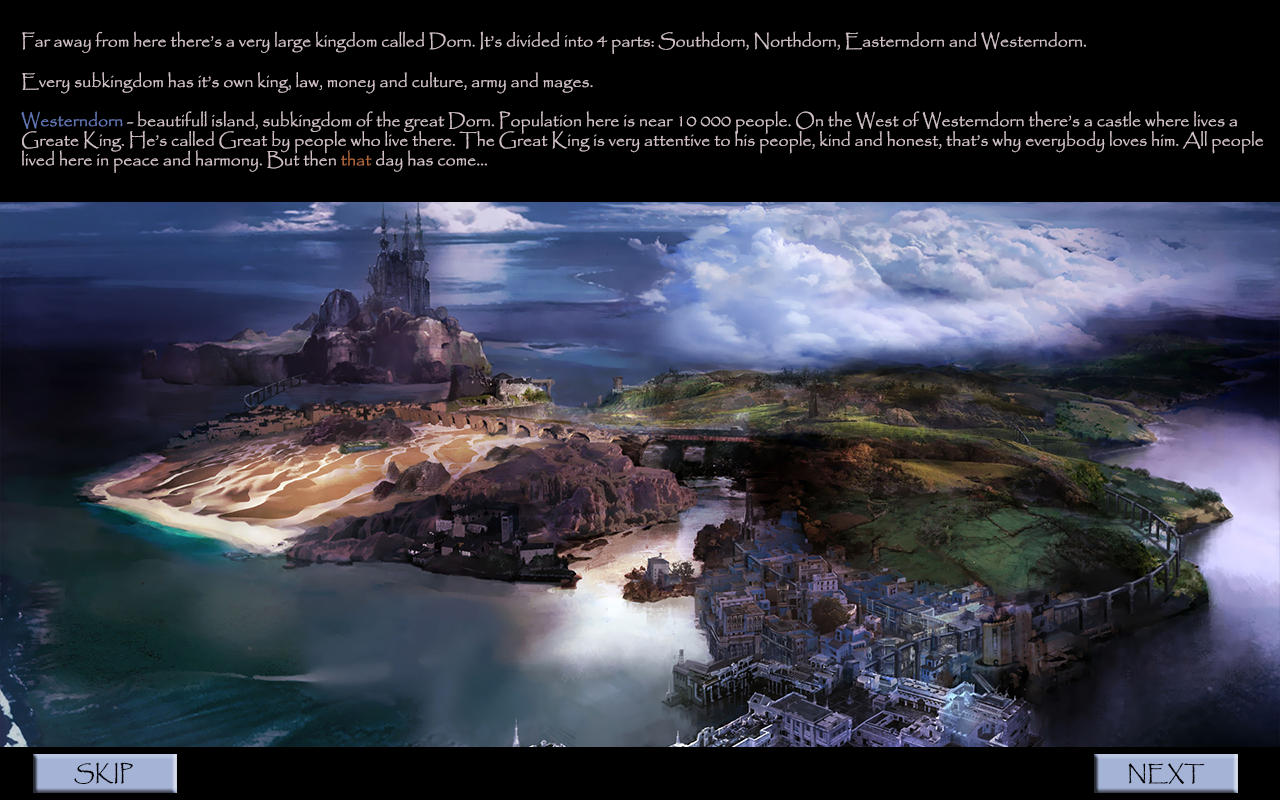 Far away from here there's a very large kingdom called Dorn. It's divided into 4 parts: Southdorn, Northdorn, Easterndorn and Westerndorn.
Every subkingdom has it's own king, law, money and culture, army and mages.
Westerndorn - beautifull island, subkingdom of the great Dorn. Population here is near 10 000 people. On the West of Westerndorn there's a castle where lives a
Greate King. He's called Great by people who live there. The Great King is very attentive to his people, kind and honest, that's why everybody loves him. All people
lived here in peace and harmony. But then that day has come...
SKIP
NEXT